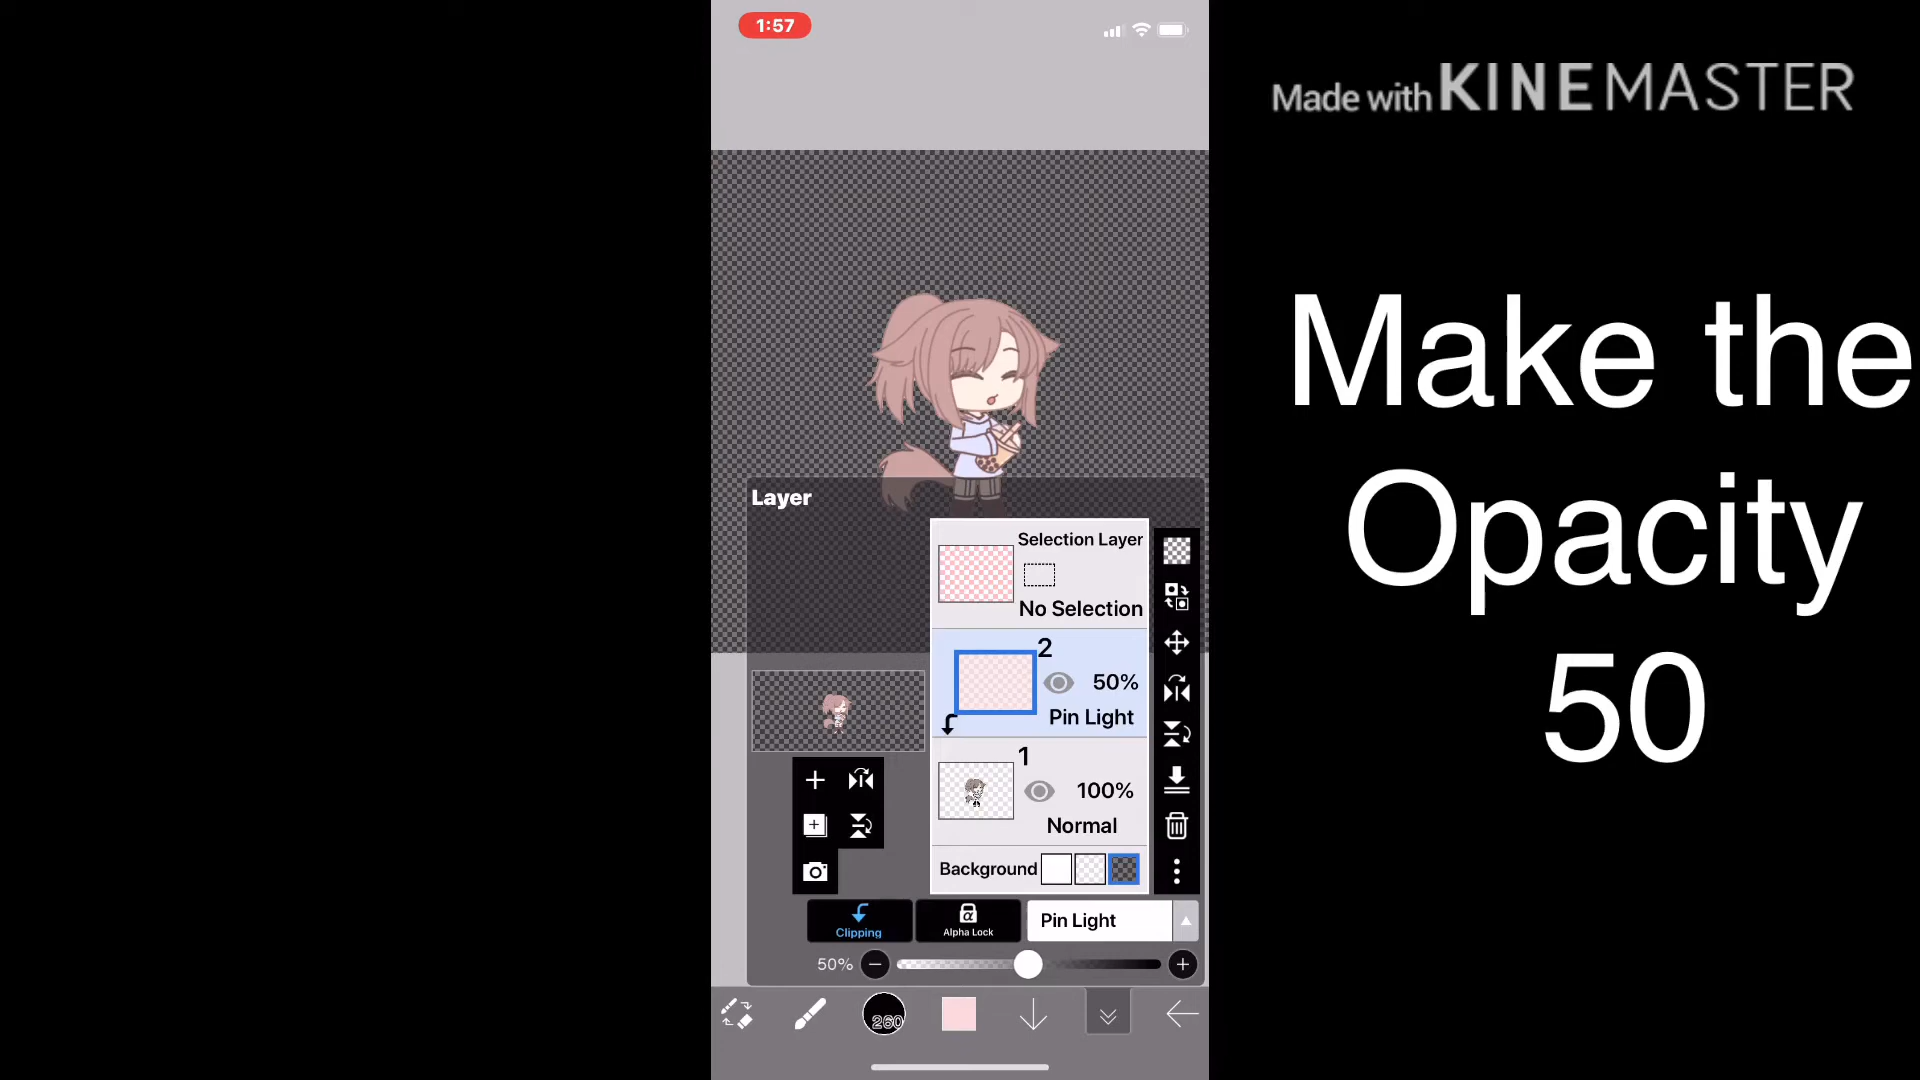 1:57
Made with KINEMASTER
Make the
Opacity
50
Layer
Selection Layer
No Selection
2
50%
Pin Light
1
100%
Normal
Background
Clipping
α
Alpha Lock
Pin Light
50%
260